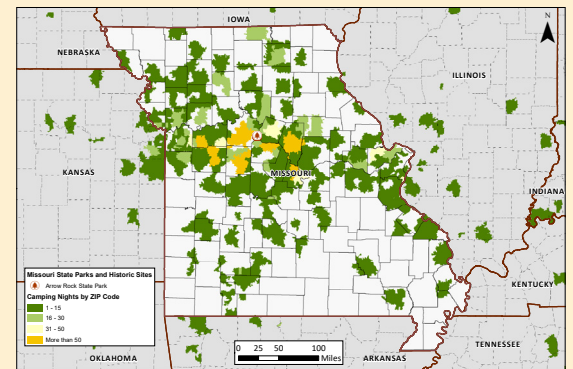 IOWA
N
NEBRASKA
ILLINOIS
KANSAS
MISSOURI
INDIANA
Missouri State Parks and Historic Sites
Arrow Rock State Park
Camping Nights by ZIP Code
1 - 15
16 - 30
31 - 50
More than 50
KENTUCKY
0 25 50 100
Miles
TENNESSEE
OKLAHOMA
ARKANSAS